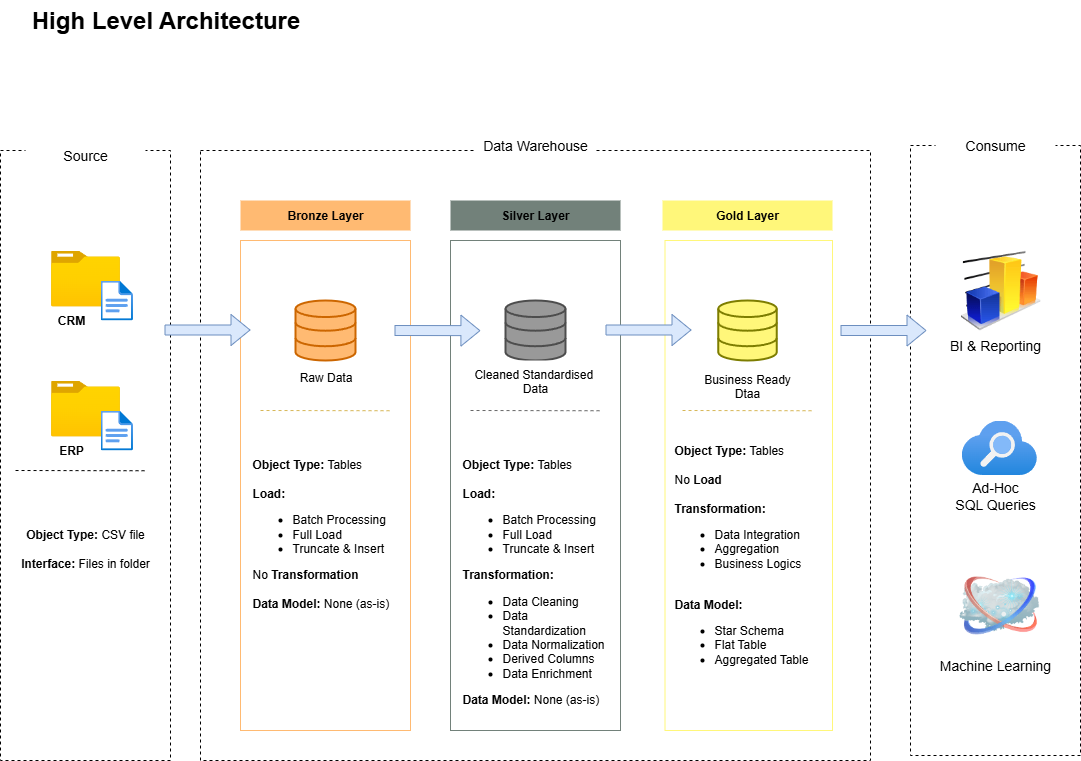 High Level Architecture
Source
CRM
ERP
Object Type: CSV file
Interface: Files in folder
Data Warehouse
Bronze Layer
Raw Data
Object Type: Tables
Load:
Batch Processing
Full Load
Truncate & Insert
No Transformation
Data Model: None (as-is)
Silver Layer
Cleaned Standardised
Data
Object Type: Tables
Load:
Batch Processing
Full Load
Truncate & Insert
Transformation:
Data Cleaning
Data
Standardization
Data Normalization
Derived Columns
Data Enrichment
Data Model: None (as-is)
Gold Layer
Business Ready
Dtaa
Object Type: Tables
No Load
Transformation:
Data Integration
Aggregation
Business Logics
Data Model:
Star Schema
Flat Table
Aggregated Table
Consume
BI & Reporting
Ad-Hoc
SQL Queries
Machine Learning